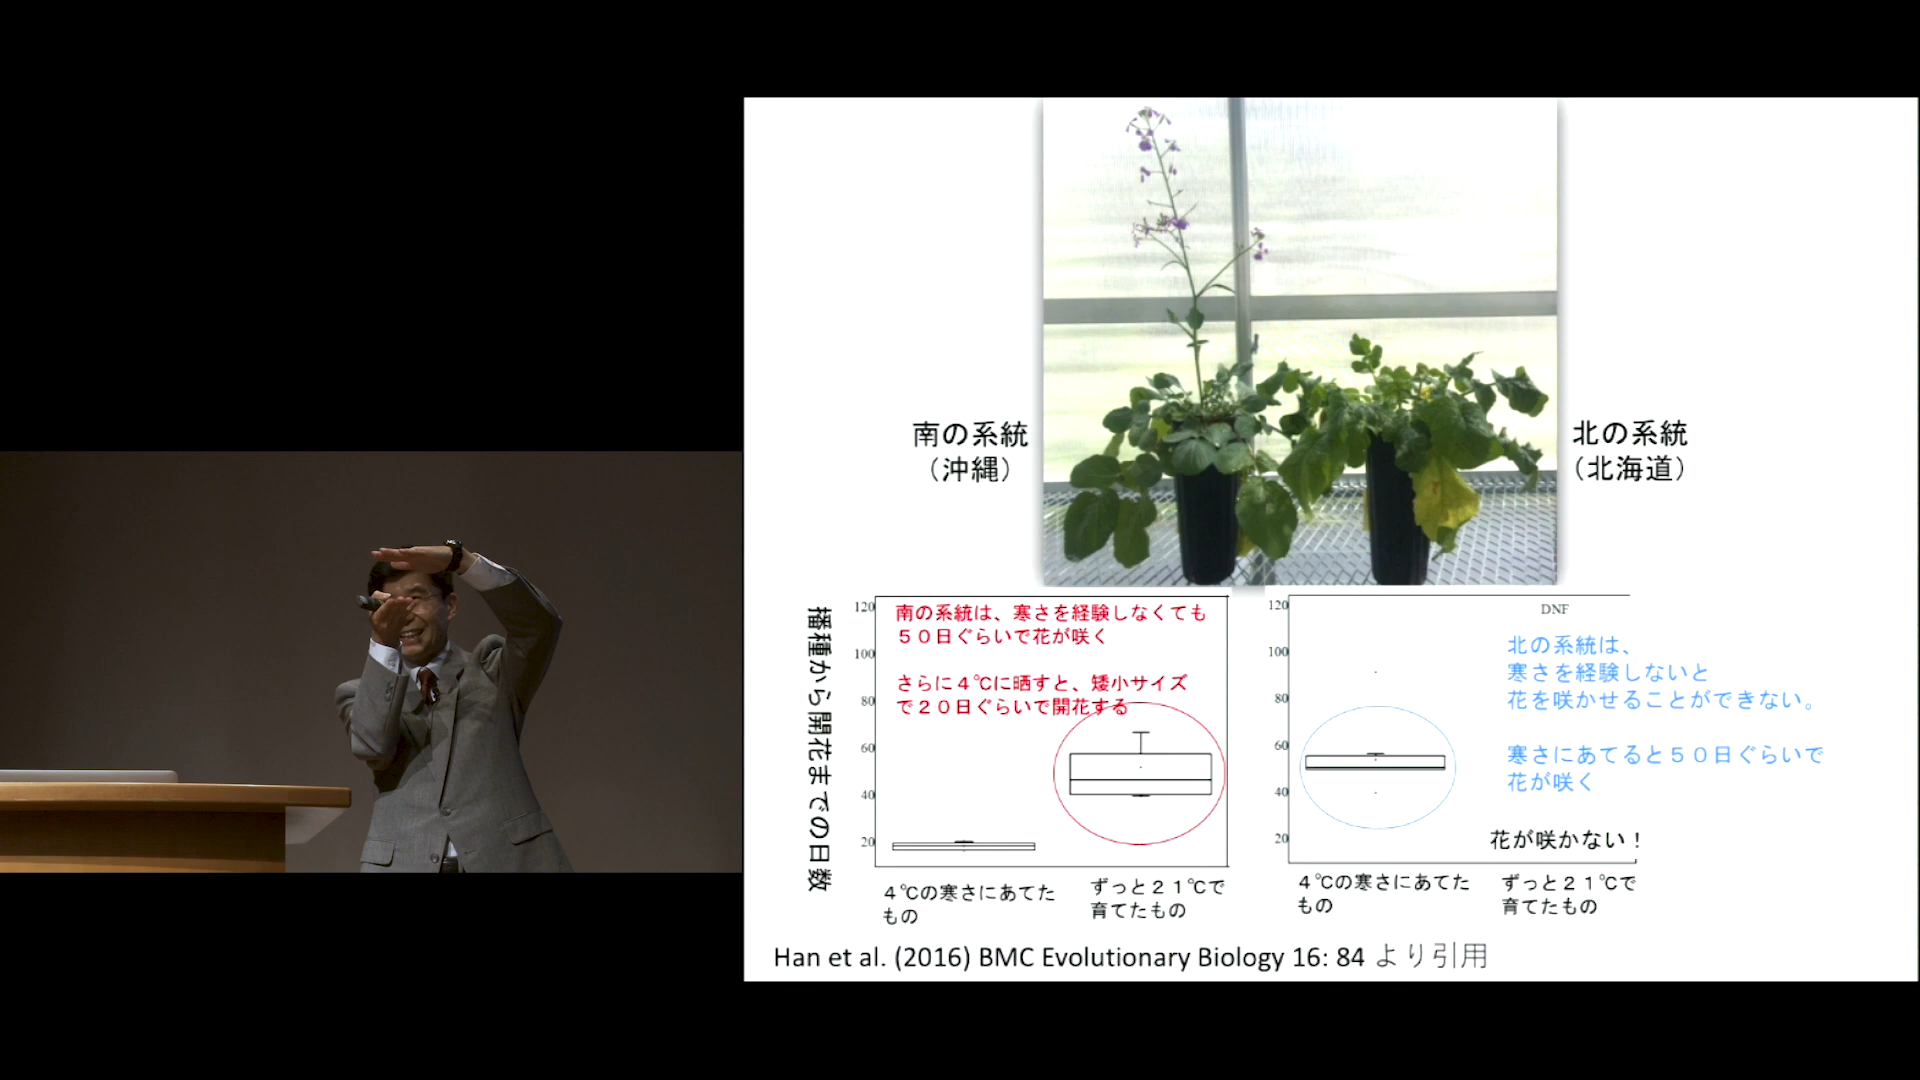 南の系統
（沖縄）
北の系統
（北海道）
播種から開花までの日数
120
100
80
60
40
20
南の系統は、寒さを経験しなくても
５０日ぐらいで花が咲く
さらに４℃に晒すと、矮小サイズ
で２０日ぐらいで開花する
４℃の寒さにあてた
もの
ずっと２１℃で
育てたもの
120
100
80
60
40
20
DNF
北の系統は、
寒さを経験しないと
花を咲かせることができない。
寒さにあてると５０日ぐらいで
花が咲く
花が咲かない！
４℃の寒さにあてた
もの
ずっと２１℃で
育てたもの
Han et al. (2016) BMC Evolutionary Biology 16: 84 より引用